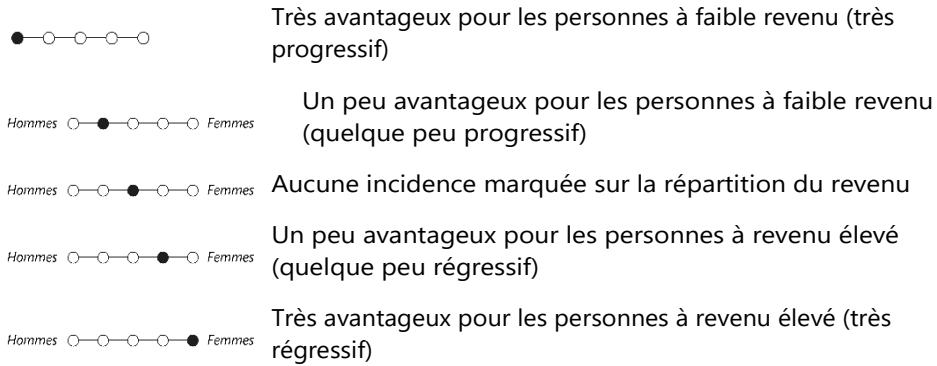 Très avantageux pour les personnes à faible revenu (très
progressif)
Un peu avantageux pour les personnes à faible revenu
Hommes Femmes (quelque peu progressif)
Hommes Femmes Aucune incidence marquée sur la répartition du revenu
Un peu avantageux pour les personnes à revenu élevé
Hommes Femmes (quelque peu régressif)
Très avantageux pour les personnes à revenu élevé (très
Hommes Femmes régressif)